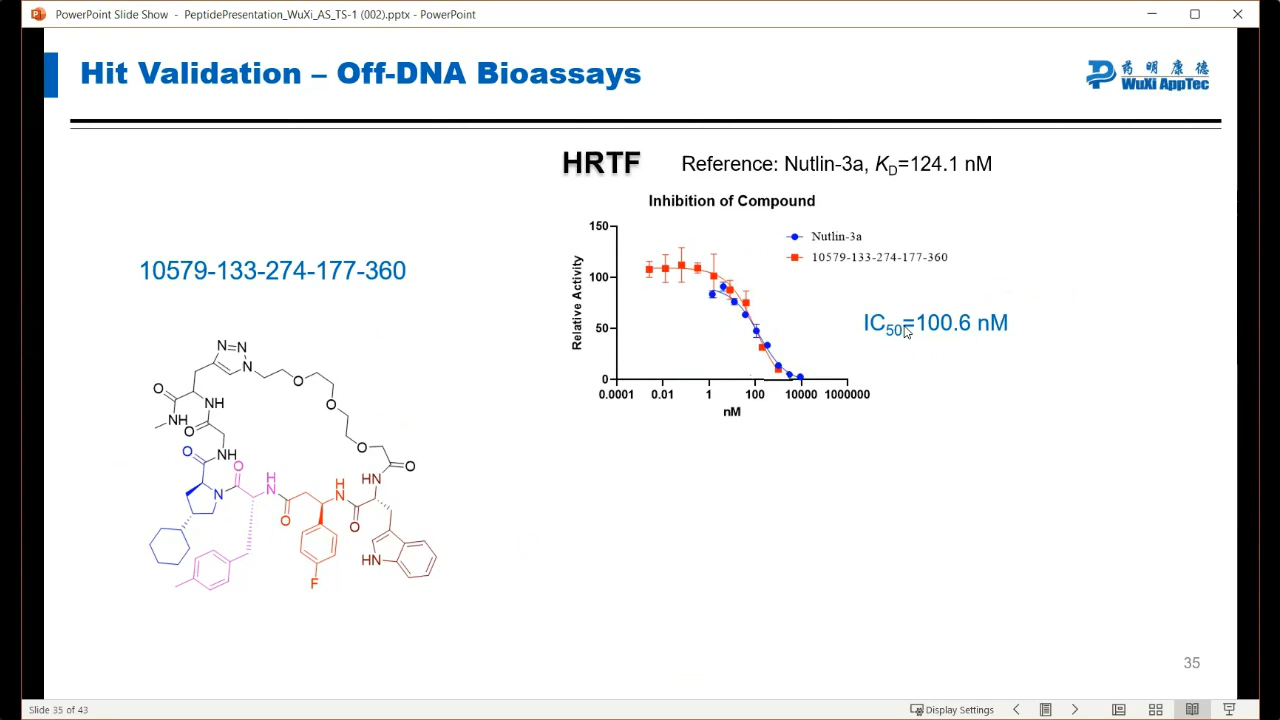 PowerPoint Slide Show - PeptidePresentation_WuXi_AS_TS-1 (002).pptx - PowerPoint
Hit Validation – Off-DNA Bioassays
药明康德
WuXi AppTec
HRTF
Reference: Nutlin-3a, KD=124.1 nM
Inhibition of Compound
150
100
50
0
Relative Activity
0.0001 0.01 1 100 10000 1000000
nM
Nutlin-3a
10579-133-274-177-360
IC50=100.6 nM
10579-133-274-177-360
N N
N
O
O
O
O
NH
NH
O
NH
O
O
HN
O
O
N
H
N
O
H
N
O
HN
F
35
Slide 35 of 43
Display Settings